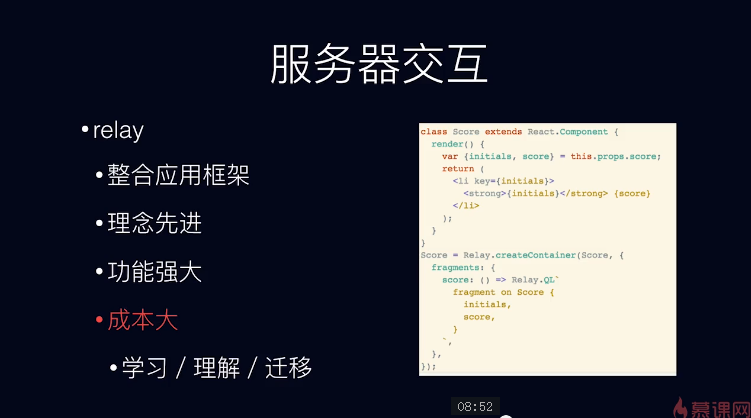 服务器交互
•relay
•整合应用框架
•理念先进
•功能强大
•成本大
•学习 / 理解 / 迁移
class Score extends React.Component {
  render() {
    var {initials, score} = this.props.score;
    return (
      <li key={initials}>
        <strong>{initials}</strong> {score}
      </li>
    );
  }
}
Score = Relay.createContainer(Score, {
  fragments: {
    score: () => Relay.QL`
      fragment on Score {
        initials,
        score,
      }
    `,
  },
});
08:52
慕课网